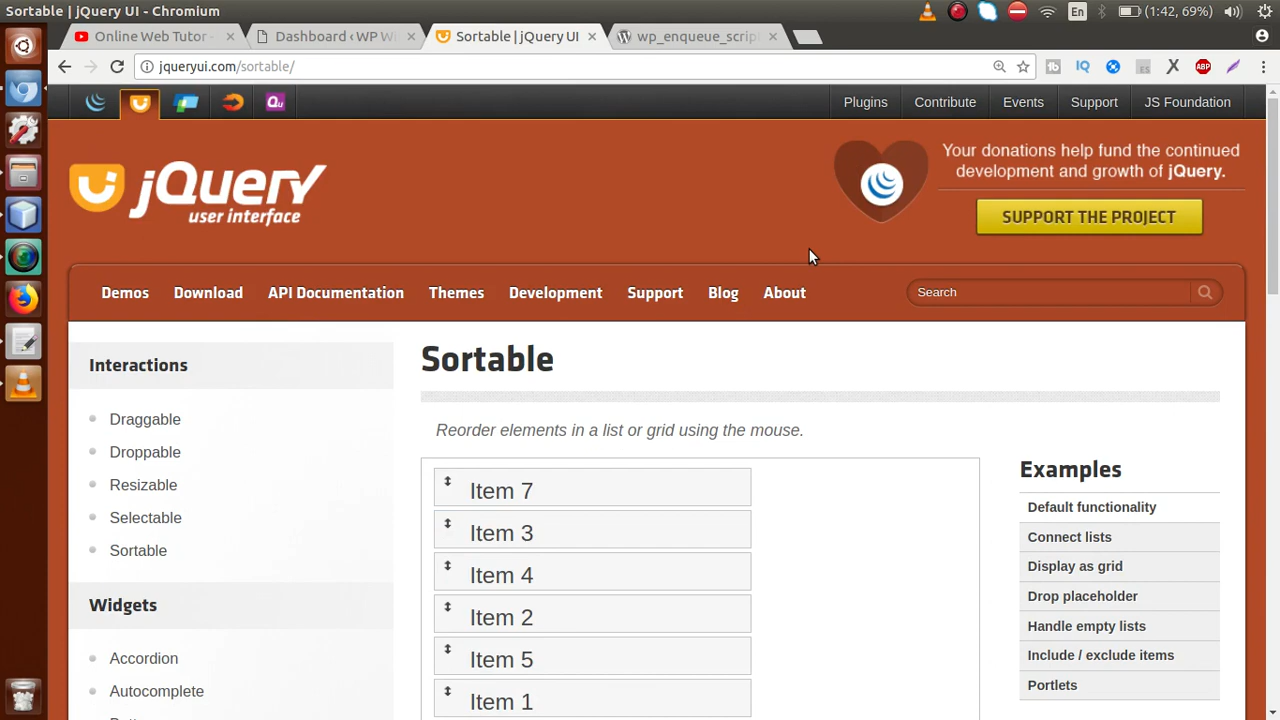 Sortable | jQuery UI - Chromium
En
(1:42, 69%)
Online Web Tutor -
Dashboard ‹ WP W
Sortable | jQuery UI
wp_enqueue_scrip
jqueryui.com/sortable/
IQ
ABP
Qu
Plugins
Contribute
Events
Support
JS Foundation
jQuery
user interface
Your donations help fund the continued
development and growth of jQuery.
SUPPORT THE PROJECT
Demos
Download
API Documentation
Themes
Development
Support
Blog
About
Search
Interactions
Draggable
Droppable
Resizable
Selectable
Sortable
Widgets
Accordion
Autocomplete
Sortable
Reorder elements in a list or grid using the mouse.
Item 7
Item 3
Item 4
Item 2
Item 5
Item 1
Examples
Default functionality
Connect lists
Display as grid
Drop placeholder
Handle empty lists
Include / exclude items
Portlets